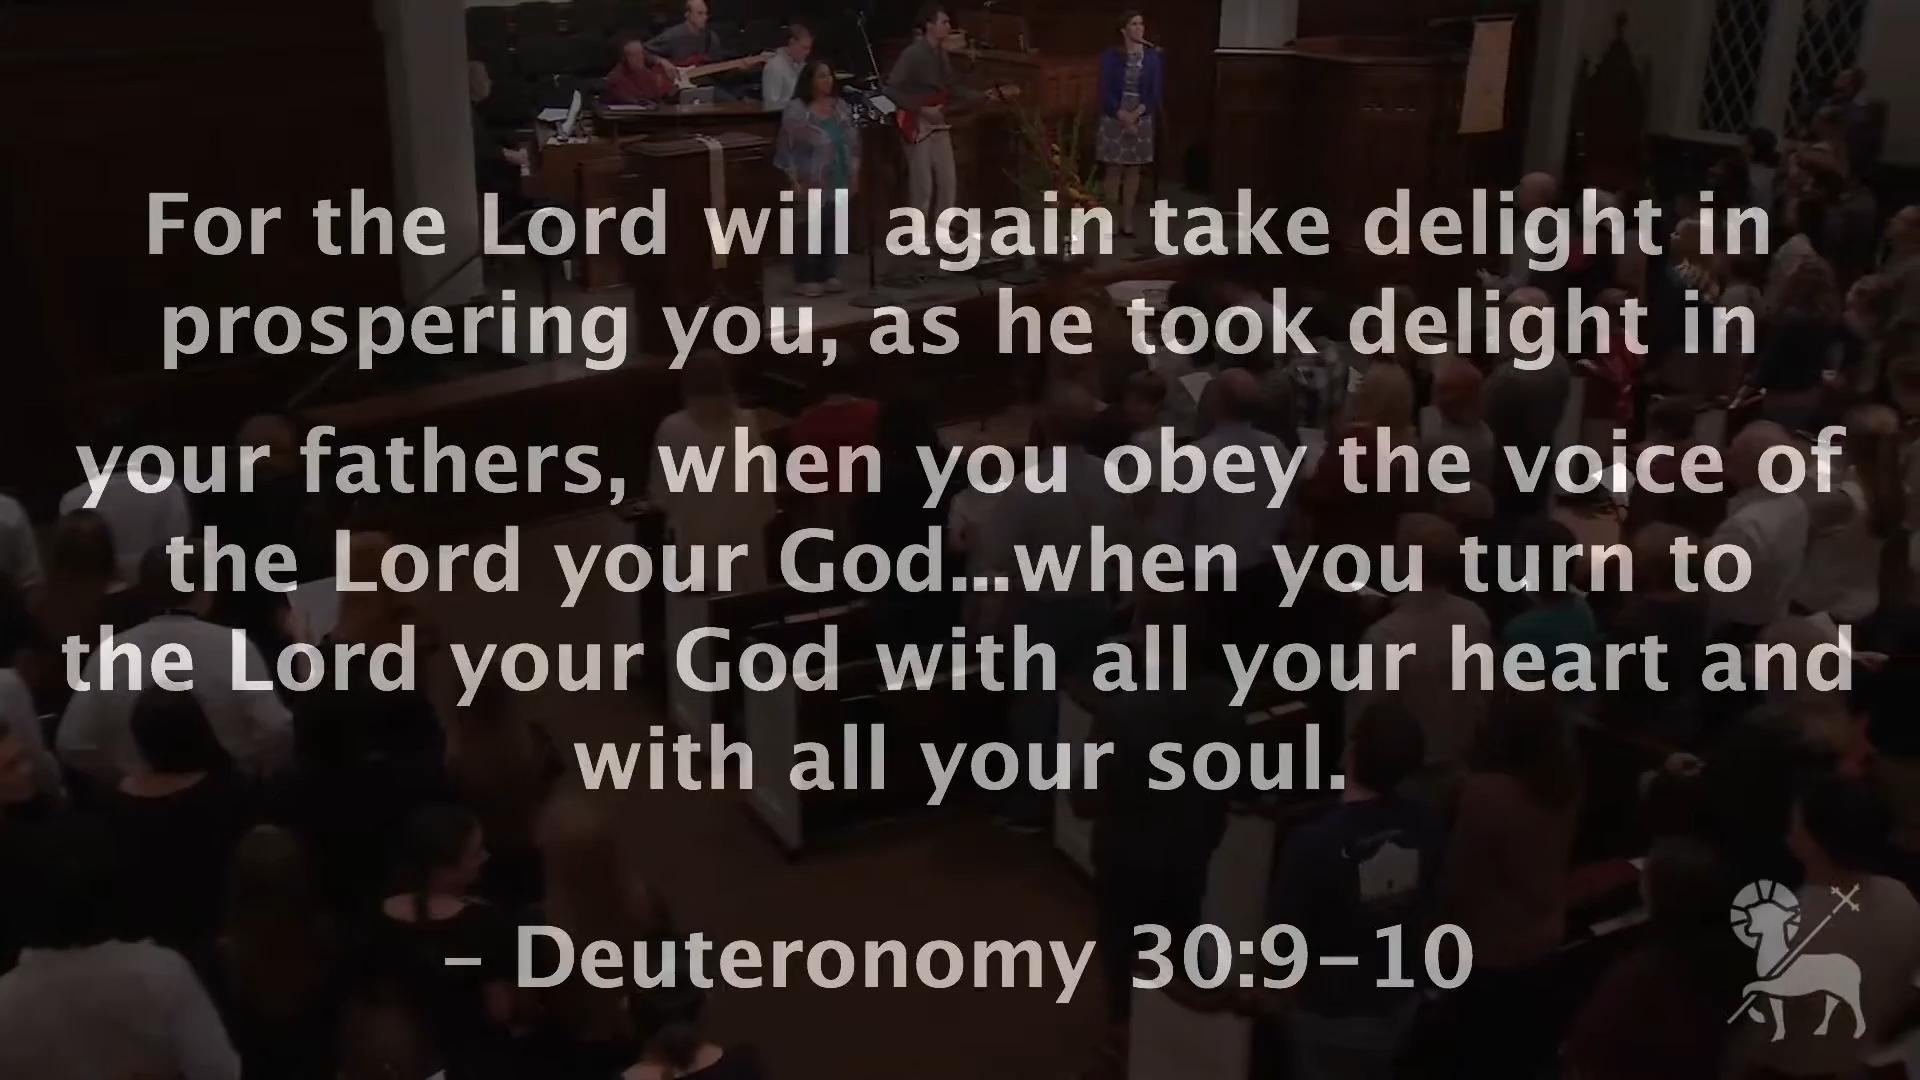 For the Lord will again take delight in
prospering you, as he took delight in
your fathers, when you obey the voice of
the Lord your God...when you turn to
the Lord your God with all your heart and
with all your soul.
– Deuteronomy 30:9–10